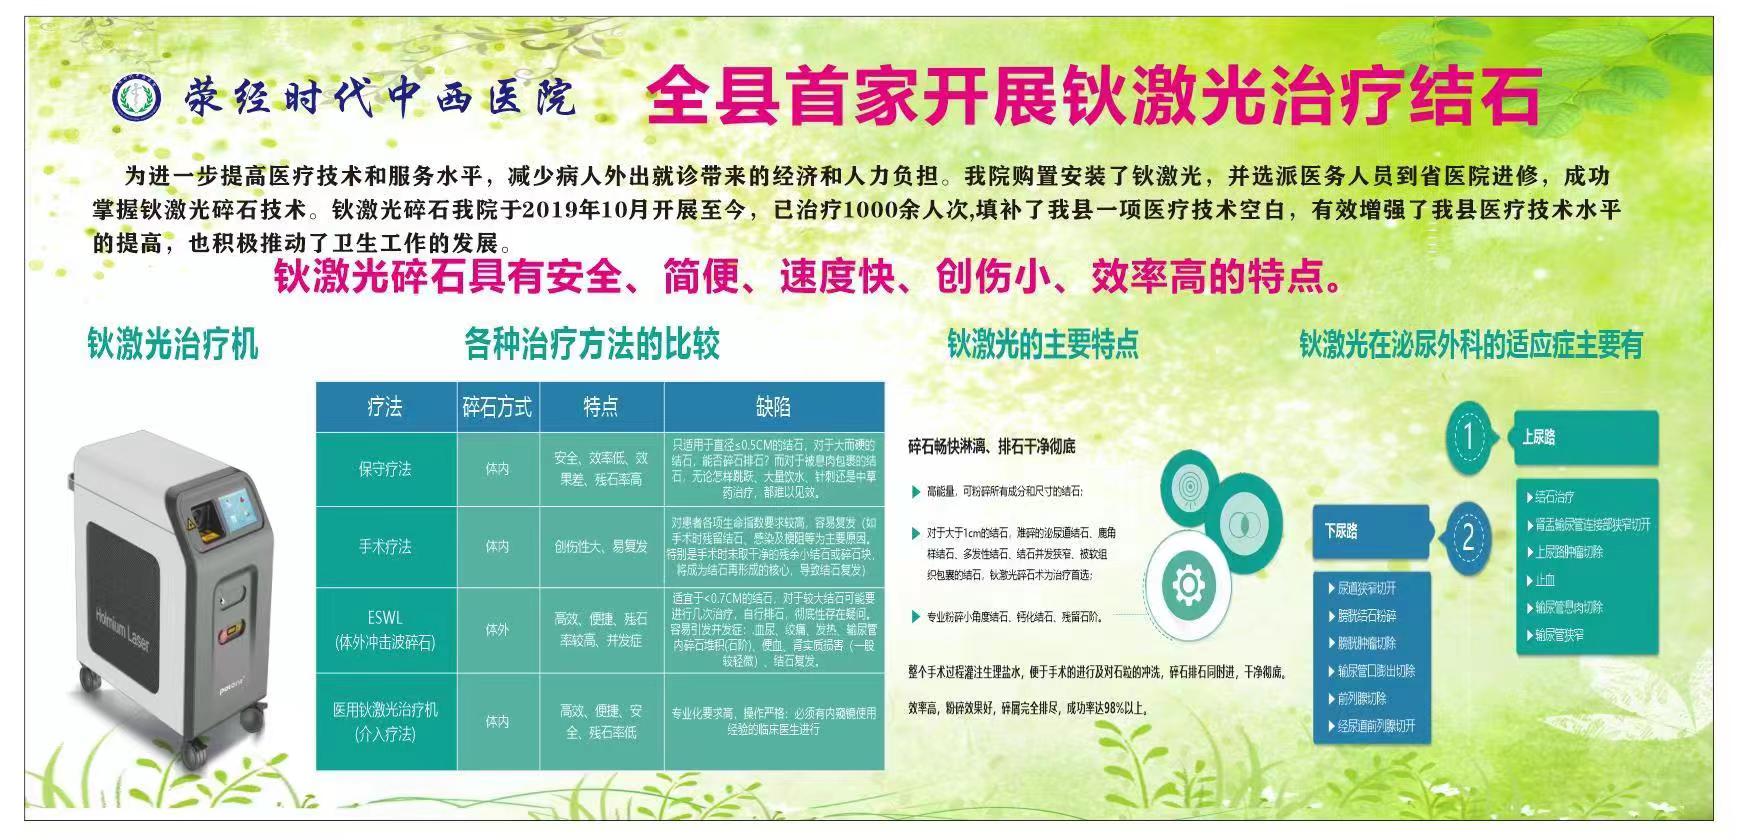 荥经时代中西医院
全县首家开展钬激光治疗结石
为进一步提高医疗技术和服务水平，减少病人外出就诊带来的经济和人力负担。我院购置安装了钬激光，并选派医务人员到省医院进修，成功
掌握钬激光碎石技术。钬激光碎石我院于2019年10月开展至今，已治疗1000余人次,填补了我县一项医疗技术空白，有效增强了我县医疗技术水平
的提高，也积极推动了卫生工作的发展。
钬激光碎石具有安全、简便、速度快、创伤小、效率高的特点。
钬激光治疗机
Holmium Laser
各种治疗方法的比较
疗法 碎石方式 特点 缺陷
保守疗法
体内
安全、效率低、效
果差、残石率高
只适用于直径≤0.5CM的结石，对于大而硬的
结石，能否碎石排石？而对于被息肉包裹的结
石，无论怎样跳跃、大量饮水、针刺还是中草
药治疗，都难以见效。
手术疗法
体内
创伤性大、易复发
对患者各项生命指数要求较高，容易复发（如
手术时残留结石、感染及梗阻等为主要原因。
特别是手术时未取干净的残余小结石或碎石块，
将成为结石再形成的核心，导致结石复发）
ESWL
(体外冲击波碎石)
体外
高效、便捷、残石
率较高、并发症
适宜于<0.7CM的结石，对于较大结石可能要
进行几次治疗，自行排石，彻底性存在疑问。
容易引发并发症：血尿、绞痛、发热、输尿管
内碎石堆积(石阶)、便血、肾实质损害（一般
较轻微）、结石复发。
医用钬激光治疗机
(介入疗法)
体内
高效、便捷、安
全、残石率低
专业化要求高，操作严格：必须有内窥镜使用
经验的临床医生进行
钬激光的主要特点
碎石畅快淋漓、排石干净彻底
高能量，可粉碎所有成分和尺寸的结石;
对于大于1cm的结石，难碎的泌尿道结石、鹿角
样结石、多发性结石、结石并发狭窄、被软组
织包裹的结石，钬激光碎石术为治疗首选;
专业粉碎小角度结石、钙化结石、残留石阶。
整个手术过程灌注生理盐水，便于手术的进行及对石粒的冲洗，碎石排石同时进，干净彻底。
效率高，粉碎效果好，碎屑完全排尽，成功率达98%以上。
钬激光在泌尿外科的适应症主要有
1
上尿路
结石治疗
肾盂输尿管连接部狭窄切开
上尿路肿瘤切除
止血
输尿管息肉切除
输尿管狭窄
2
下尿路
尿道狭窄切开
膀胱结石粉碎
膀胱肿瘤切除
输尿管口膨出切除
前列腺切除
经尿道前列腺切开